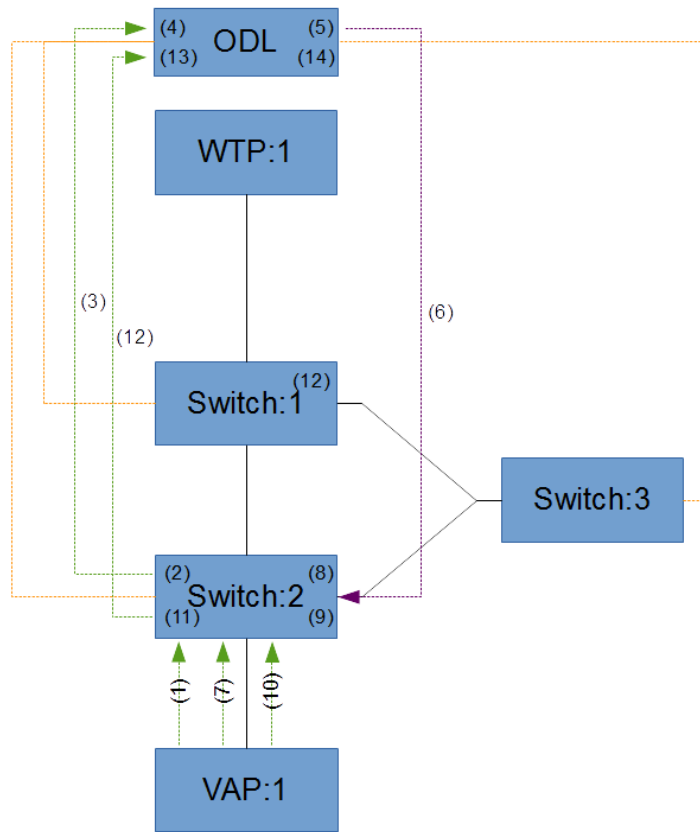 (4) ODL (5)
(13) (14)
WTP:1
(3)
(12)
(6)
(12)
Switch:1
Switch:3
(2) (8)
Switch:2
(11) (9)
(1) (7) (10)
VAP:1